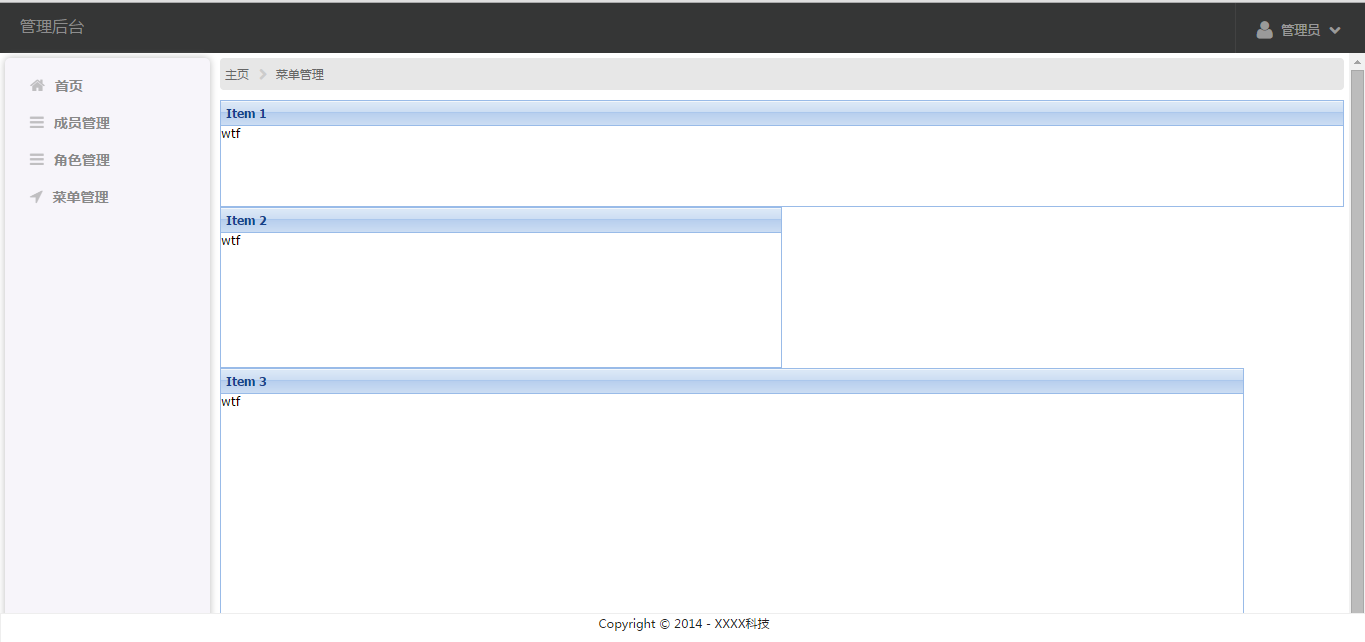 管理后台
管理员
首页
成员管理
角色管理
菜单管理
主页 菜单管理
Item 1
wtf
Item 2
wtf
Item 3
wtf
Copyright © 2014 - XXXX科技